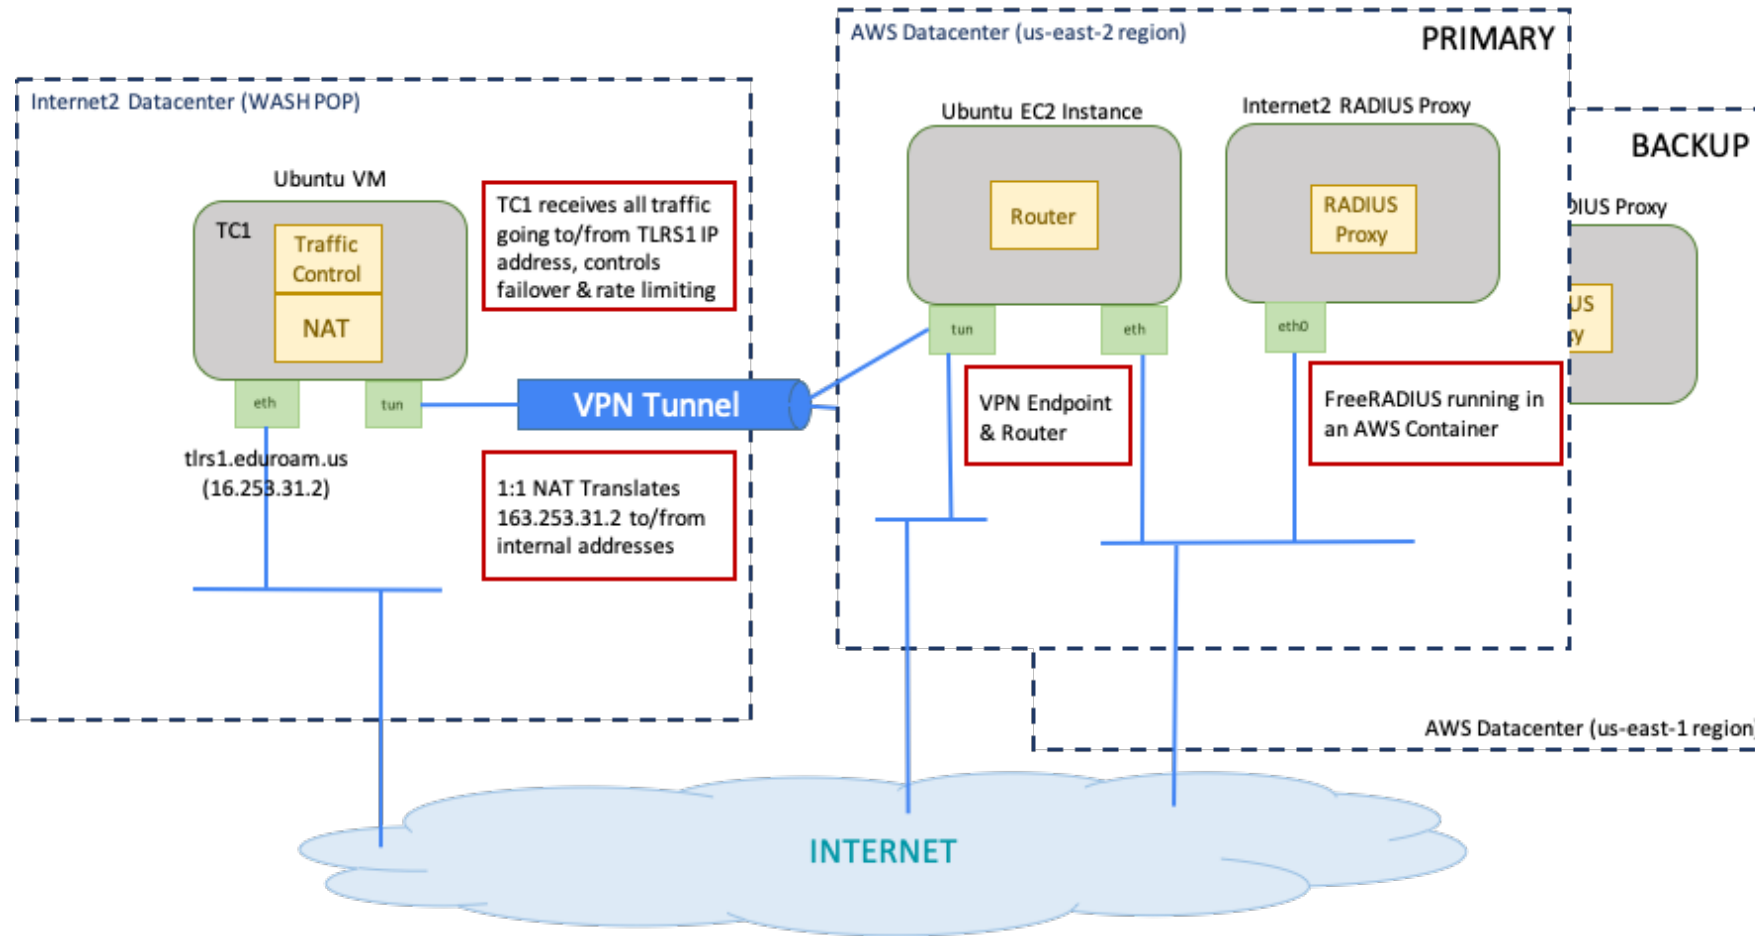 AWS Datacenter (us-east-2 region)
PRIMARY
Internet2 Datacenter (WASH POP)
Ubuntu VM
TC1
Traffic
Control
NAT
eth
tun
TC1 receives all traffic
going to/from TLRS1 IP
address, controls
failover & rate limiting
VPN Tunnel
tlrs1.eduroam.us
(16.253.31.2)
1:1 NAT Translates
163.253.31.2 to/from
internal addresses
Ubuntu EC2 Instance
Router
tun
eth
VPN Endpoint
& Router
Internet2 RADIUS Proxy
RADIUS
Proxy
eth0
FreeRADIUS running in
an AWS Container
BACKUP
DIUS Proxy
US
y
AWS Datacenter (us-east-1 region)
INTERNET